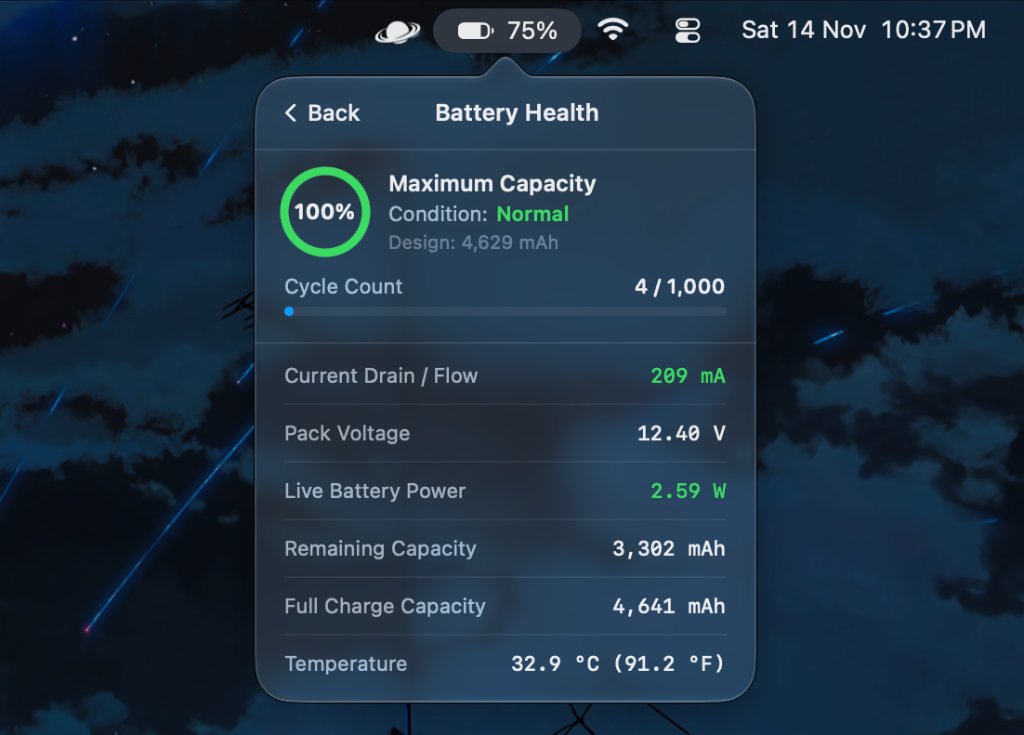 75% Sat 14 Nov 10:37 PM
Back Battery Health
100%
Maximum Capacity
Condition: Normal
Design: 4,629 mAh
Cycle Count 4 / 1,000
Current Drain / Flow 209 mA
Pack Voltage 12.40 V
Live Battery Power 2.59 W
Remaining Capacity 3,302 mAh
Full Charge Capacity 4,641 mAh
Temperature 32.9 °C (91.2 °F)